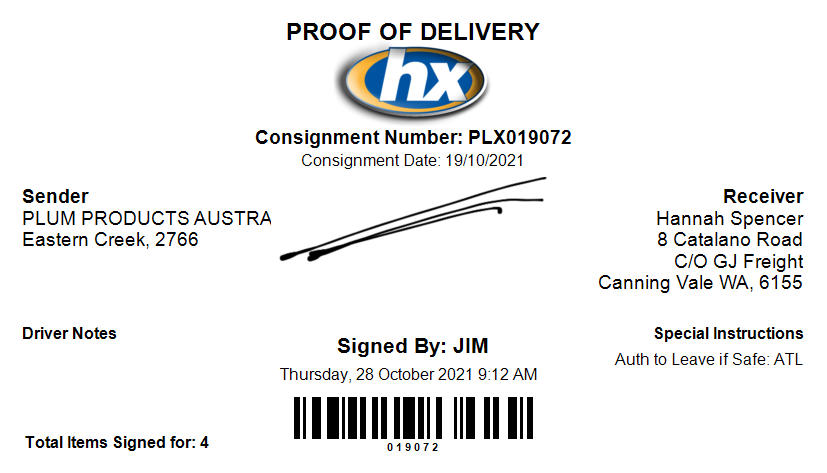 PROOF OF DELIVERY
hx
Consignment Number: PLX019072
Consignment Date: 19/10/2021
Sender
PLUM PRODUCTS AUSTRA
Eastern Creek, 2766
Receiver
Hannah Spencer
8 Catalano Road
C/O GJ Freight
Canning Vale WA, 6155
Driver Notes
Signed By: JIM
Thursday, 28 October 2021 9:12 AM
Special Instructions
Auth to Leave if Safe: ATL
Total Items Signed for: 4
019072